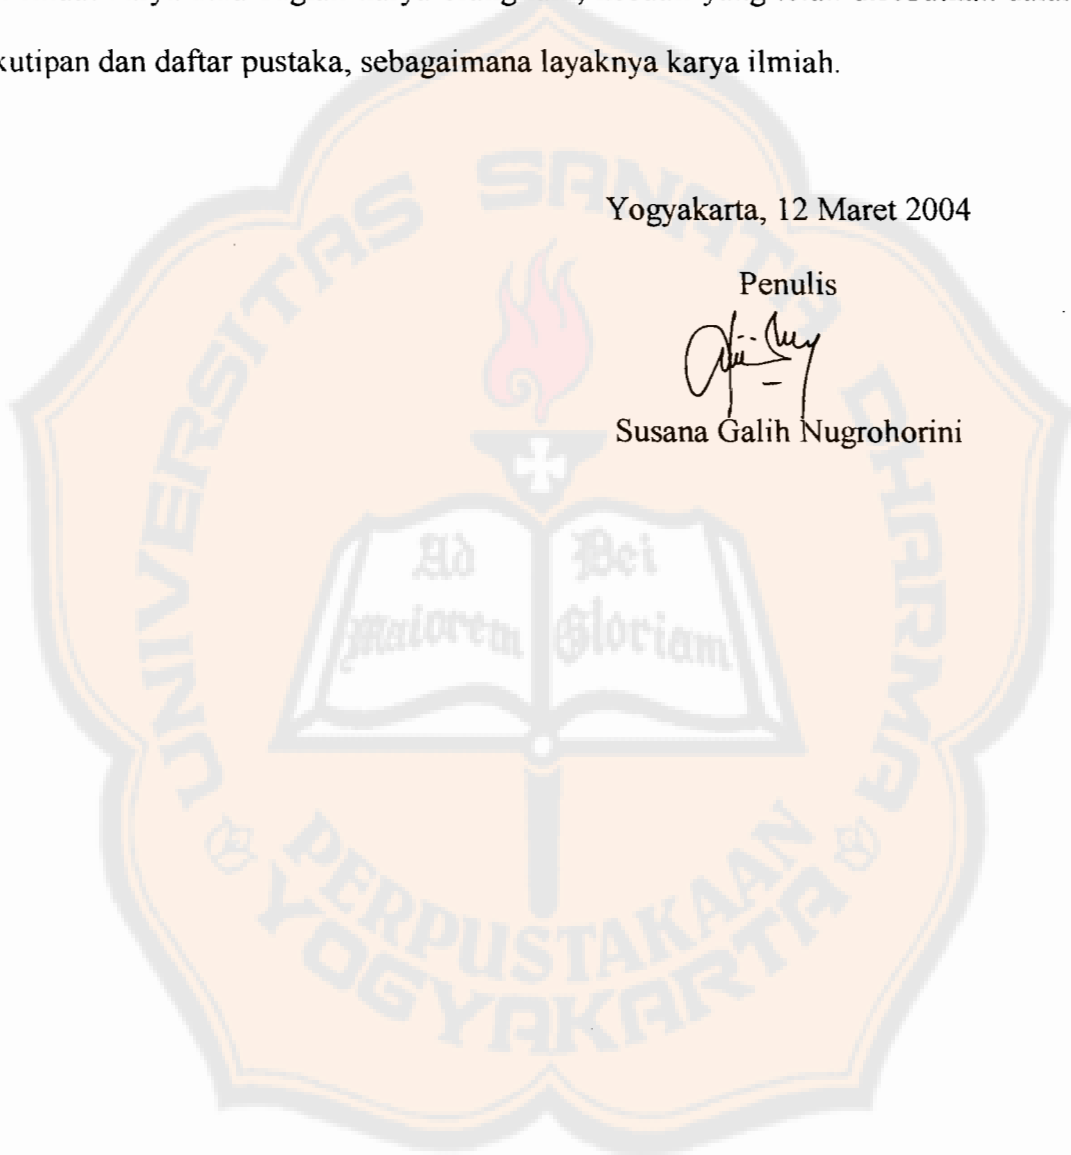 kutipan dan daftar pustaka, sebagaimana layaknya karya ilmiah.
Yogyakarta, 12 Maret 2004
Penulis
Susana Galih Nugrohorini
UNIVERSITAS SANATA DHARMA
Ad Dei
maiorem Gloriam
PERPUSTAKAAN
YOGYAKARTA